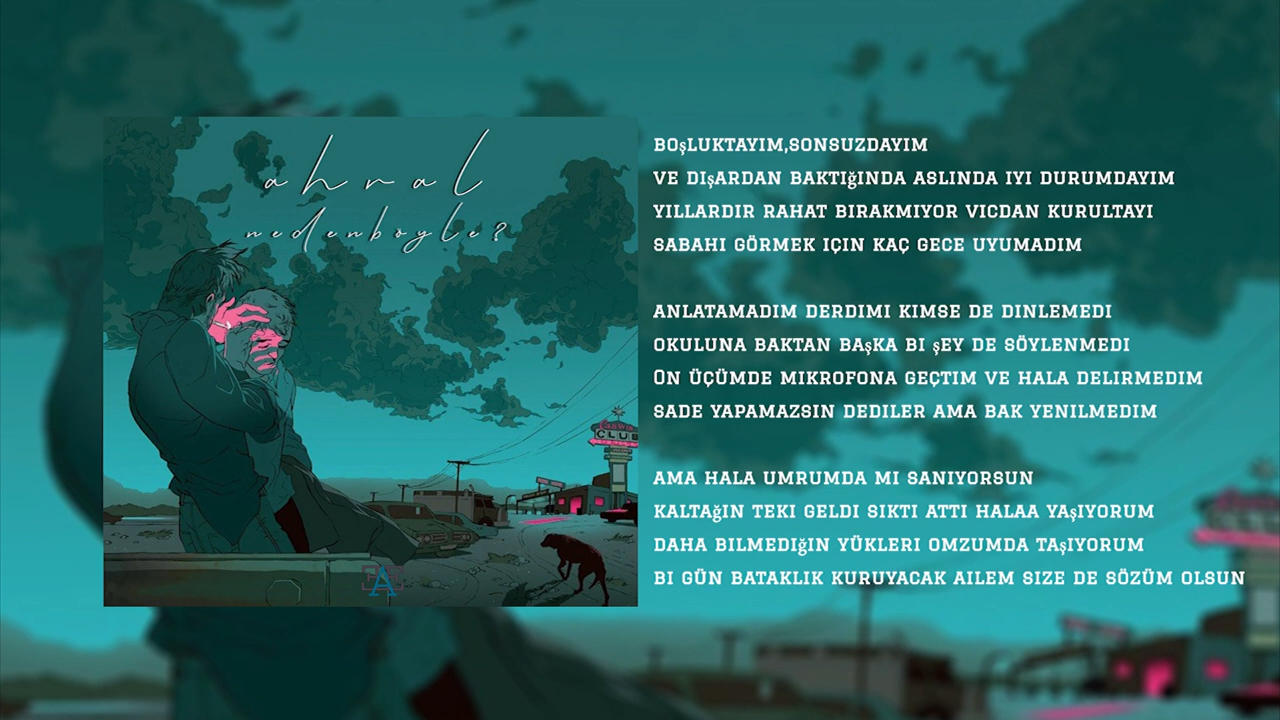 ahral
nedenböyle?
CLUB
A
BOşLUKTAYIM,SONSUZDAYIM
VE DIşARDAN BAKTIğINDA ASLINDA IYI DURUMDAYIM
YILLARDIR RAHAT BIRAKMIYOR VICDAN KURULTAYI
SABAHI GÖRMEK IÇIN KAÇ GECE UYUMADIM
ANLATAMADIM DERDIMI KIMSE DE DINLEMEDI
OKULUNA BAKTAN BAşKA BI şEY DE SÖYLENMEDI
ON ÜÇÜMDE MIKROFONA GEÇTIM VE HALA DELIRMEDIM
SADE YAPAMAZSIN DEDILER AMA BAK YENILMEDIM
AMA HALA UMRUMDA MI SANIYORSUN
KALTAğIN TEKI GELDI SIKTI ATTI HALAA YAşIYORUM
DAHA BILMEDIğIN YÜKLERI OMZUMDA TAşIYORUM
BI GÜN BATAKLIK KURUYACAK AILEM SIZE DE SÖZÜM OLSUN